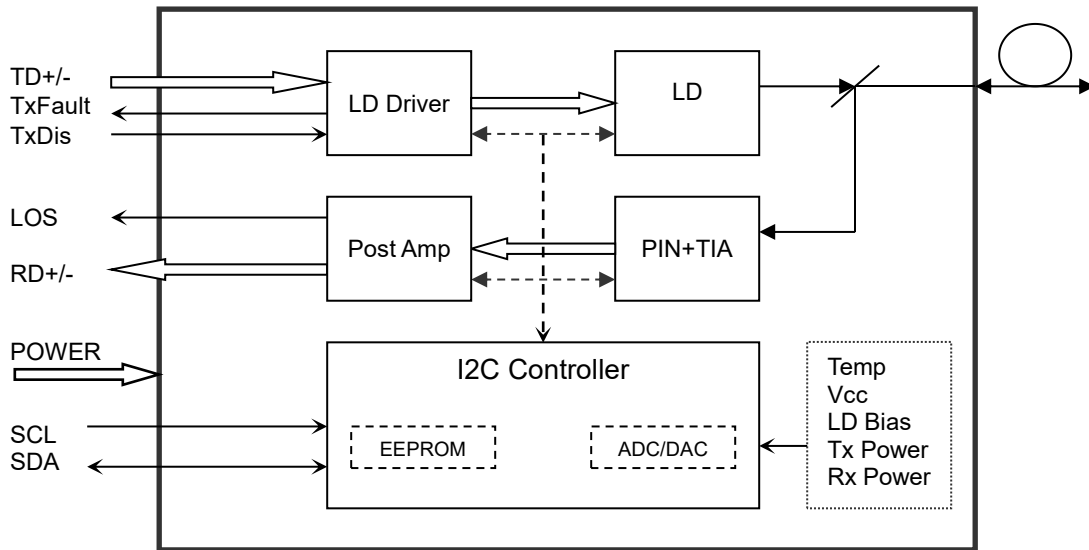 TD+/-
TxFault
TxDis
LD Driver
LD
LOS
RD+/-
Post Amp
PIN+TIA
POWER
SCL
SDA
I2C Controller
EEPROM
ADC/DAC
Temp
Vcc
LD Bias
Tx Power
Rx Power